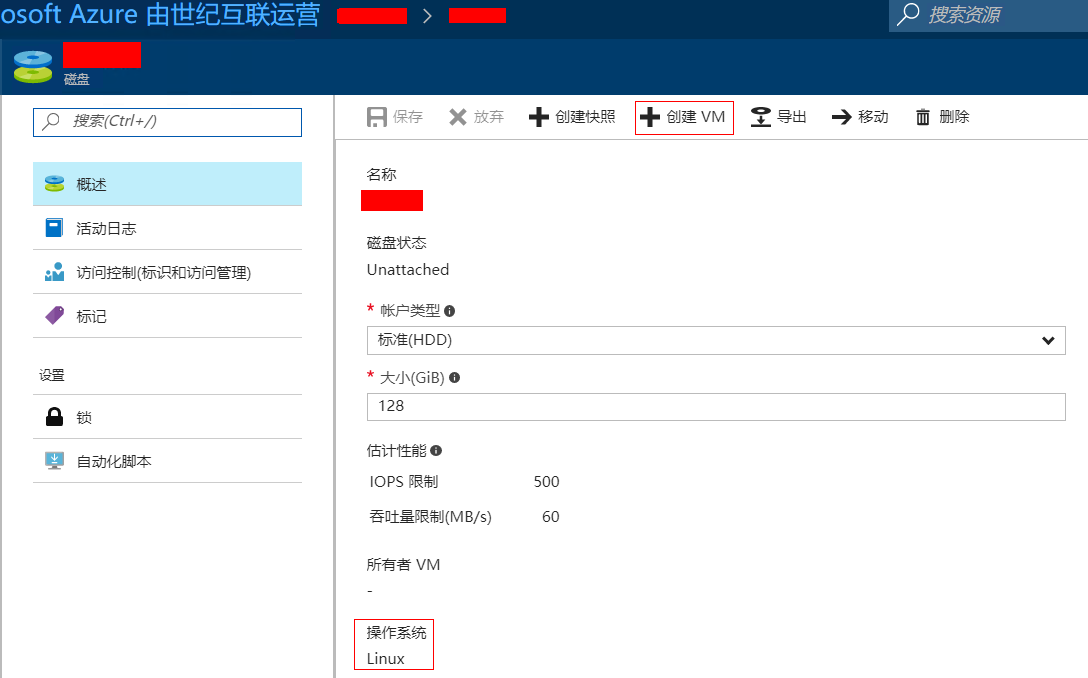 osoft Azure 由世纪互联运营
搜索资源
磁盘
搜索(Ctrl+/)
概述
活动日志
访问控制(标识和访问管理)
标记
设置
锁
自动化脚本
保存 放弃 创建快照 创建 VM 导出 移动 删除
名称
磁盘状态
Unattached
* 帐户类型
标准(HDD)
* 大小(GiB)
128
估计性能
IOPS 限制 500
吞吐量限制(MB/s) 60
所有者 VM
-
操作系统
Linux